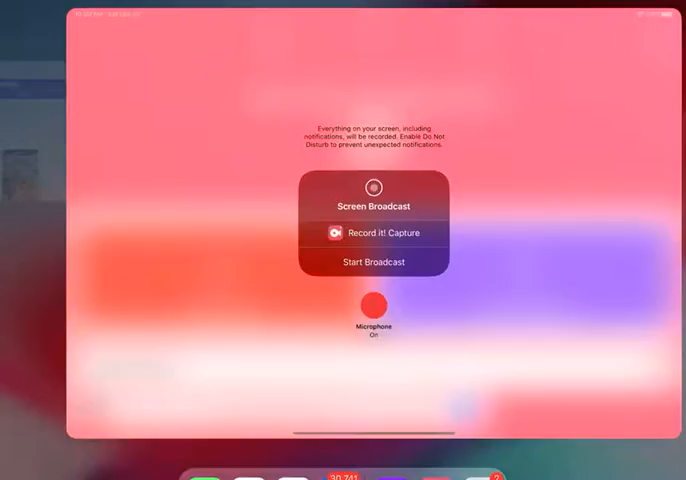 Everything on your screen, including
notifications, will be recorded. Enable Do Not
Disturb to prevent unexpected notifications.
Screen Broadcast
Record it! Capture
Start Broadcast
Microphone
On
30,741
2